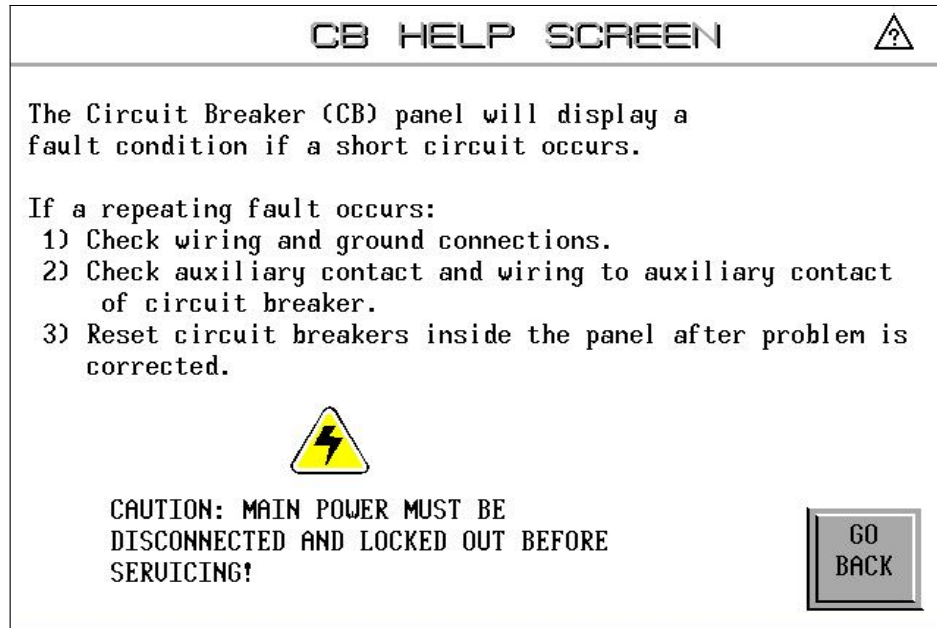 CB HELP SCREEN
?
The Circuit Breaker (CB) panel will display a
fault condition if a short circuit occurs.
If a repeating fault occurs:
1) Check wiring and ground connections.
2) Check auxiliary contact and wiring to auxiliary contact
of circuit breaker.
3) Reset circuit breakers inside the panel after problem is
corrected.
CAUTION: MAIN POWER MUST BE
DISCONNECTED AND LOCKED OUT BEFORE
SERVICING!
GO
BACK